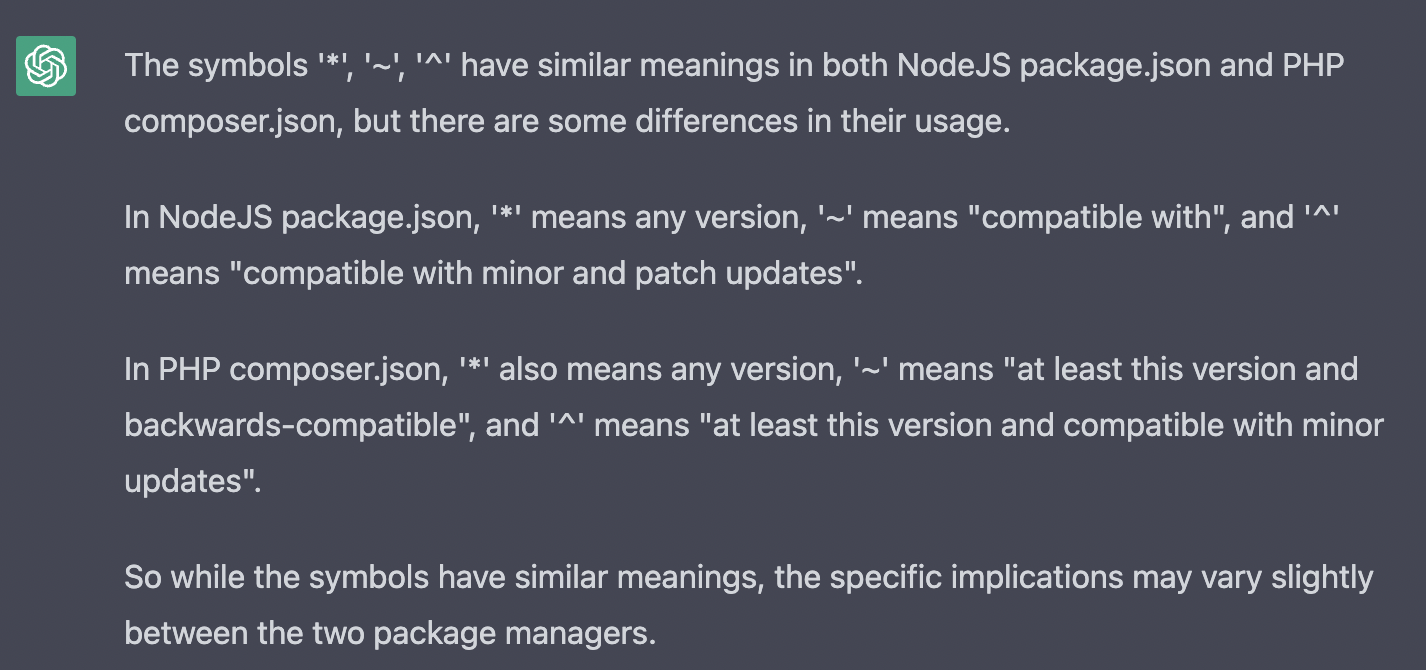 The symbols '*', '~', '^' have similar meanings in both NodeJS package.json and PHP
composer.json, but there are some differences in their usage.
In NodeJS package.json, '*' means any version, '~' means "compatible with", and '^'
means "compatible with minor and patch updates".
In PHP composer.json, '*' also means any version, '~' means "at least this version and
backwards-compatible", and '^' means "at least this version and compatible with minor
updates".
So while the symbols have similar meanings, the specific implications may vary slightly
between the two package managers.